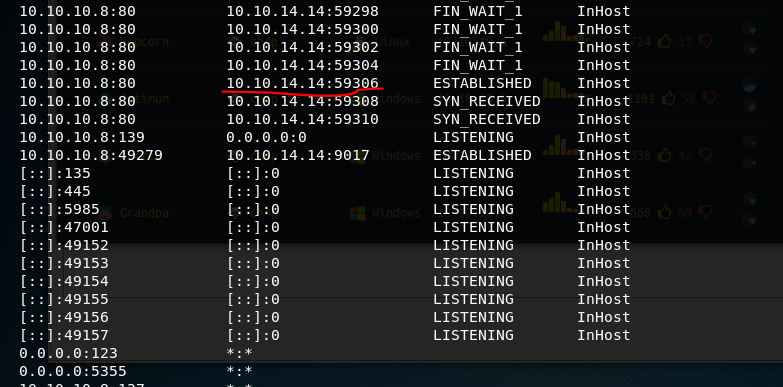 10.10.10.8:80 10.10.14.14:59298 FIN_WAIT_1 InHost
10.10.10.8:80 10.10.14.14:59300 FIN_WAIT_1 InHost
10.10.10.8:80 10.10.14.14:59302 FIN_WAIT_1 InHost
10.10.10.8:80 10.10.14.14:59304 FIN_WAIT_1 InHost
10.10.10.8:80 10.10.14.14:59306 ESTABLISHED InHost
10.10.10.8:80 10.10.14.14:59308 SYN_RECEIVED InHost
10.10.10.8:80 10.10.14.14:59310 SYN_RECEIVED InHost
10.10.10.8:139 0.0.0.0:0 LISTENING InHost
10.10.10.8:49279 10.10.14.14:9017 ESTABLISHED InHost
[::]:135 [::]:0 LISTENING InHost
[::]:445 [::]:0 LISTENING InHost
[::]:5985 [::]:0 LISTENING InHost
[::]:47001 [::]:0 LISTENING InHost
[::]:49152 [::]:0 LISTENING InHost
[::]:49153 [::]:0 LISTENING InHost
[::]:49154 [::]:0 LISTENING InHost
[::]:49155 [::]:0 LISTENING InHost
[::]:49156 [::]:0 LISTENING InHost
[::]:49157 [::]:0 LISTENING InHost
0.0.0.0:123 *:*
0.0.0.0:5355 *:*
Grandpa Windows 668 60